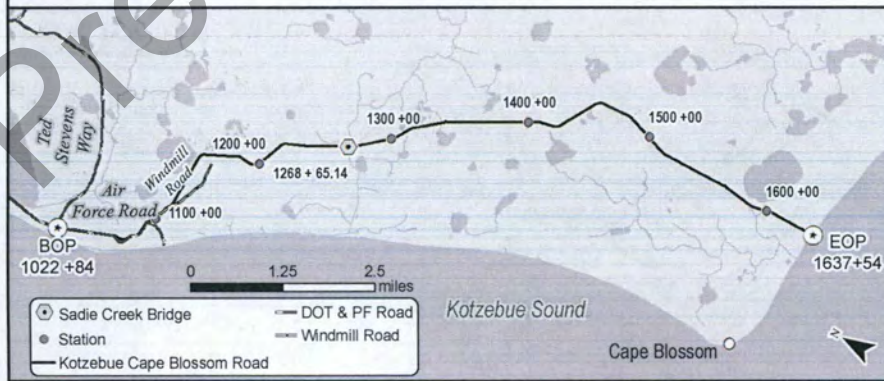 Pre
Ted
Stevens
Way
Air
Force Road
Windmill
Road
1100 +00
1200 +00
1268 + 65.14
1300 +00
1400 +00
1500 +00
1600 +00
BOP
1022 +84
EOP
1637+54
0 1.25 2.5
miles
Sadie Creek Bridge
Station
Kotzebue Cape Blossom Road
DOT & PF Road
Windmill Road
Kotzebue Sound
Cape Blossom
N